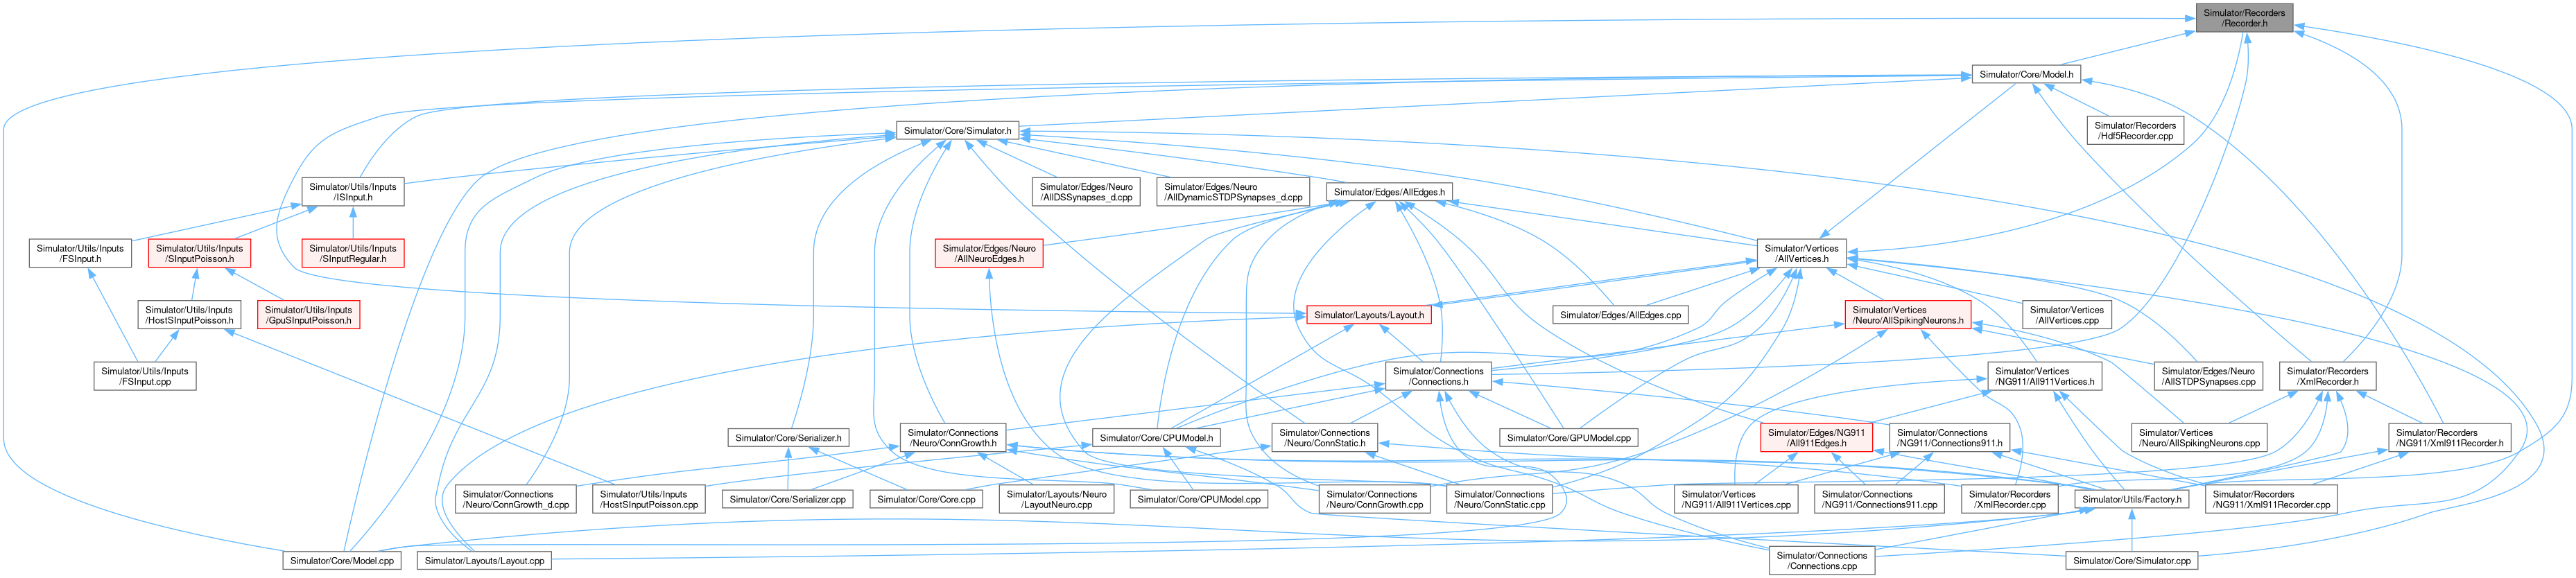 Simulator/Recorders
/Recorder.h
Simulator/Core/Model.h
Simulator/Core/Simulator.h
Simulator/Recorders
/Hdf5Recorder.cpp
Simulator/Utils/Inputs
/ISInput.h
Simulator/Edges/Neuro
/AllDSSynapses_d.cpp
Simulator/Edges/Neuro
/AllDynamicSTDPSynapses_d.cpp
Simulator/Edges/AllEdges.h
Simulator/Utils/Inputs
/FSInput.h
Simulator/Utils/Inputs
/SInputPoisson.h
Simulator/Utils/Inputs
/SInputRegular.h
Simulator/Edges/Neuro
/AllNeuroEdges.h
Simulator/Vertices
/AllVertices.h
Simulator/Utils/Inputs
/HostSInputPoisson.h
Simulator/Utils/Inputs
/GpuSInputPoisson.h
Simulator/Layouts/Layout.h
Simulator/Edges/AllEdges.cpp
Simulator/Vertices
/Neuro/AllSpikingNeurons.h
Simulator/Vertices
/AllVertices.cpp
Simulator/Utils/Inputs
/FSInput.cpp
Simulator/Connections
/Connections.h
Simulator/Vertices
/NG911/All911Vertices.h
Simulator/Edges/Neuro
/AllSTDPSynapses.cpp
Simulator/Recorders
/XmlRecorder.h
Simulator/Core/Serializer.h
Simulator/Connections
/Neuro/ConnGrowth.h
Simulator/Core/CPUModel.h
Simulator/Connections
/Neuro/ConnStatic.h
Simulator/Core/GPUModel.cpp
Simulator/Edges/NG911
/All911Edges.h
Simulator/Connections
/NG911/Connections911.h
Simulator/Vertices
/Neuro/AllSpikingNeurons.cpp
Simulator/Recorders
/NG911/Xml911Recorder.h
Simulator/Connections
/Neuro/ConnGrowth_d.cpp
Simulator/Utils/Inputs
/HostSInputPoisson.cpp
Simulator/Core/Serializer.cpp
Simulator/Core/Core.cpp
Simulator/Layouts/Neuro
/LayoutNeuro.cpp
Simulator/Core/CPUModel.cpp
Simulator/Connections
/Neuro/ConnGrowth.cpp
Simulator/Connections
/Neuro/ConnStatic.cpp
Simulator/Vertices
/NG911/All911Vertices.cpp
Simulator/Connections
/NG911/Connections911.cpp
Simulator/Recorders
/XmlRecorder.cpp
Simulator/Utils/Factory.h
Simulator/Recorders
/NG911/Xml911Recorder.cpp
Simulator/Core/Model.cpp
Simulator/Layouts/Layout.cpp
Simulator/Connections
/Connections.cpp
Simulator/Core/Simulator.cpp